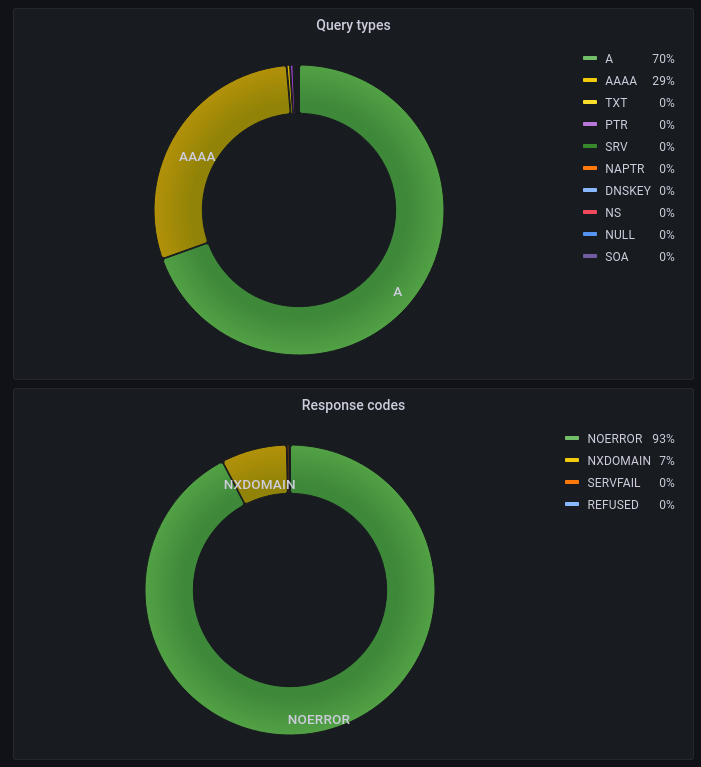 Query types
A 70%
AAAA 29%
TXT 0%
PTR 0%
SRV 0%
NAPTR 0%
DNSKEY 0%
NS 0%
NULL 0%
SOA 0%
AAAA
A
Response codes
NOERROR 93%
NXDOMAIN 7%
SERVFAIL 0%
REFUSED 0%
NXDOMAIN
NOERROR